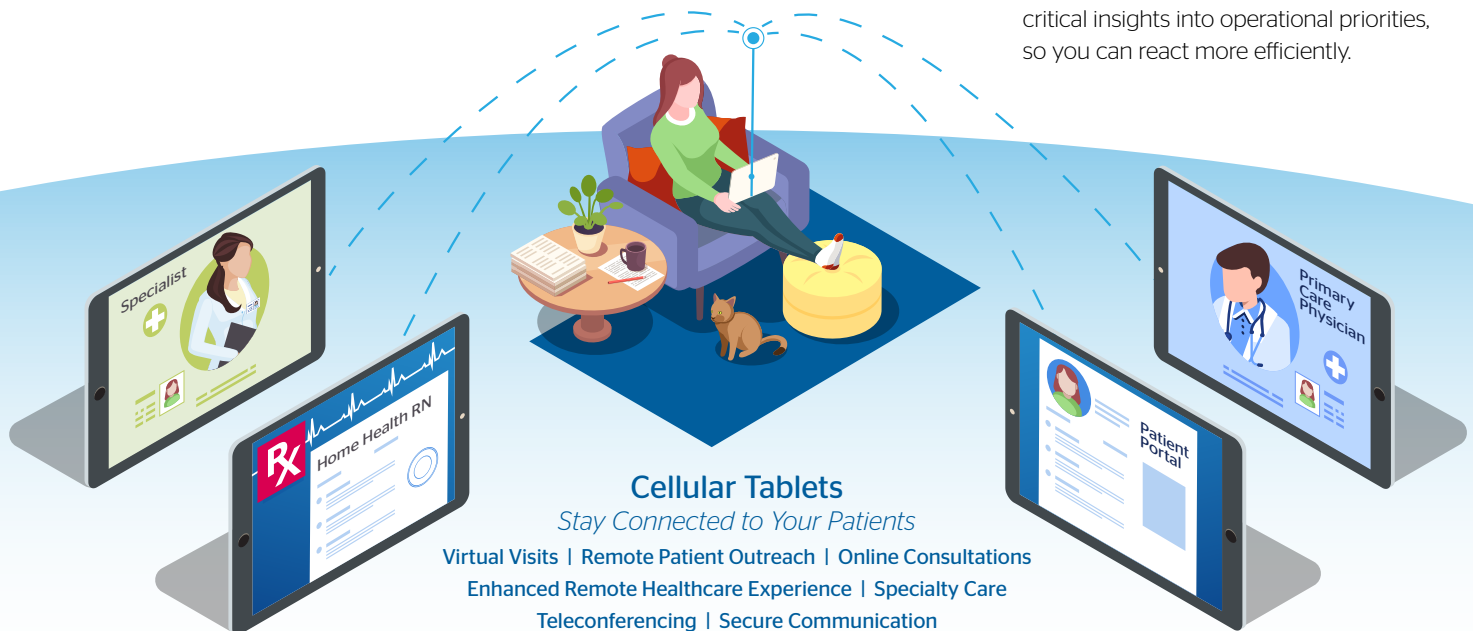 critical insights into operational priorities,
so you can react more efficiently.
Specialist
Rx
Home Health RN
Primary
Care
Physician
Patient
Portal
Cellular Tablets
Stay Connected to Your Patients
Virtual Visits | Remote Patient Outreach | Online Consultations
Enhanced Remote Healthcare Experience | Specialty Care
Teleconferencing | Secure Communication